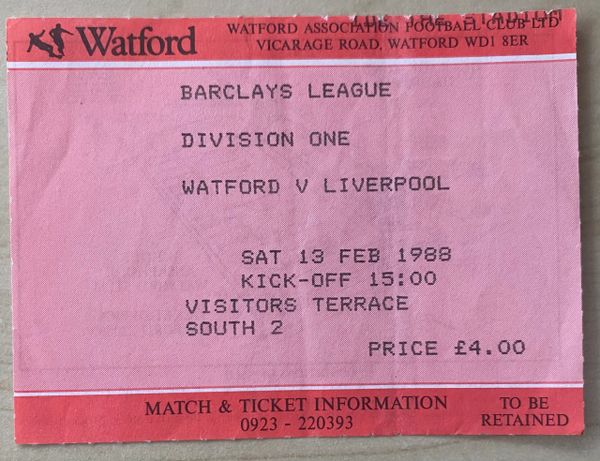 Watford
WATFORD ASSOCIATION FOOTBALL CLUB LTD
VICARAGE ROAD, WATFORD WD1 8ER
BARCLAYS LEAGUE
DIVISION ONE
WATFORD V LIVERPOOL
SAT 13 FEB 1988
KICK-OFF 15:00
VISITORS TERRACE
SOUTH 2
PRICE £4.00
MATCH & TICKET INFORMATION
0923 - 220393
TO BE
RETAINED